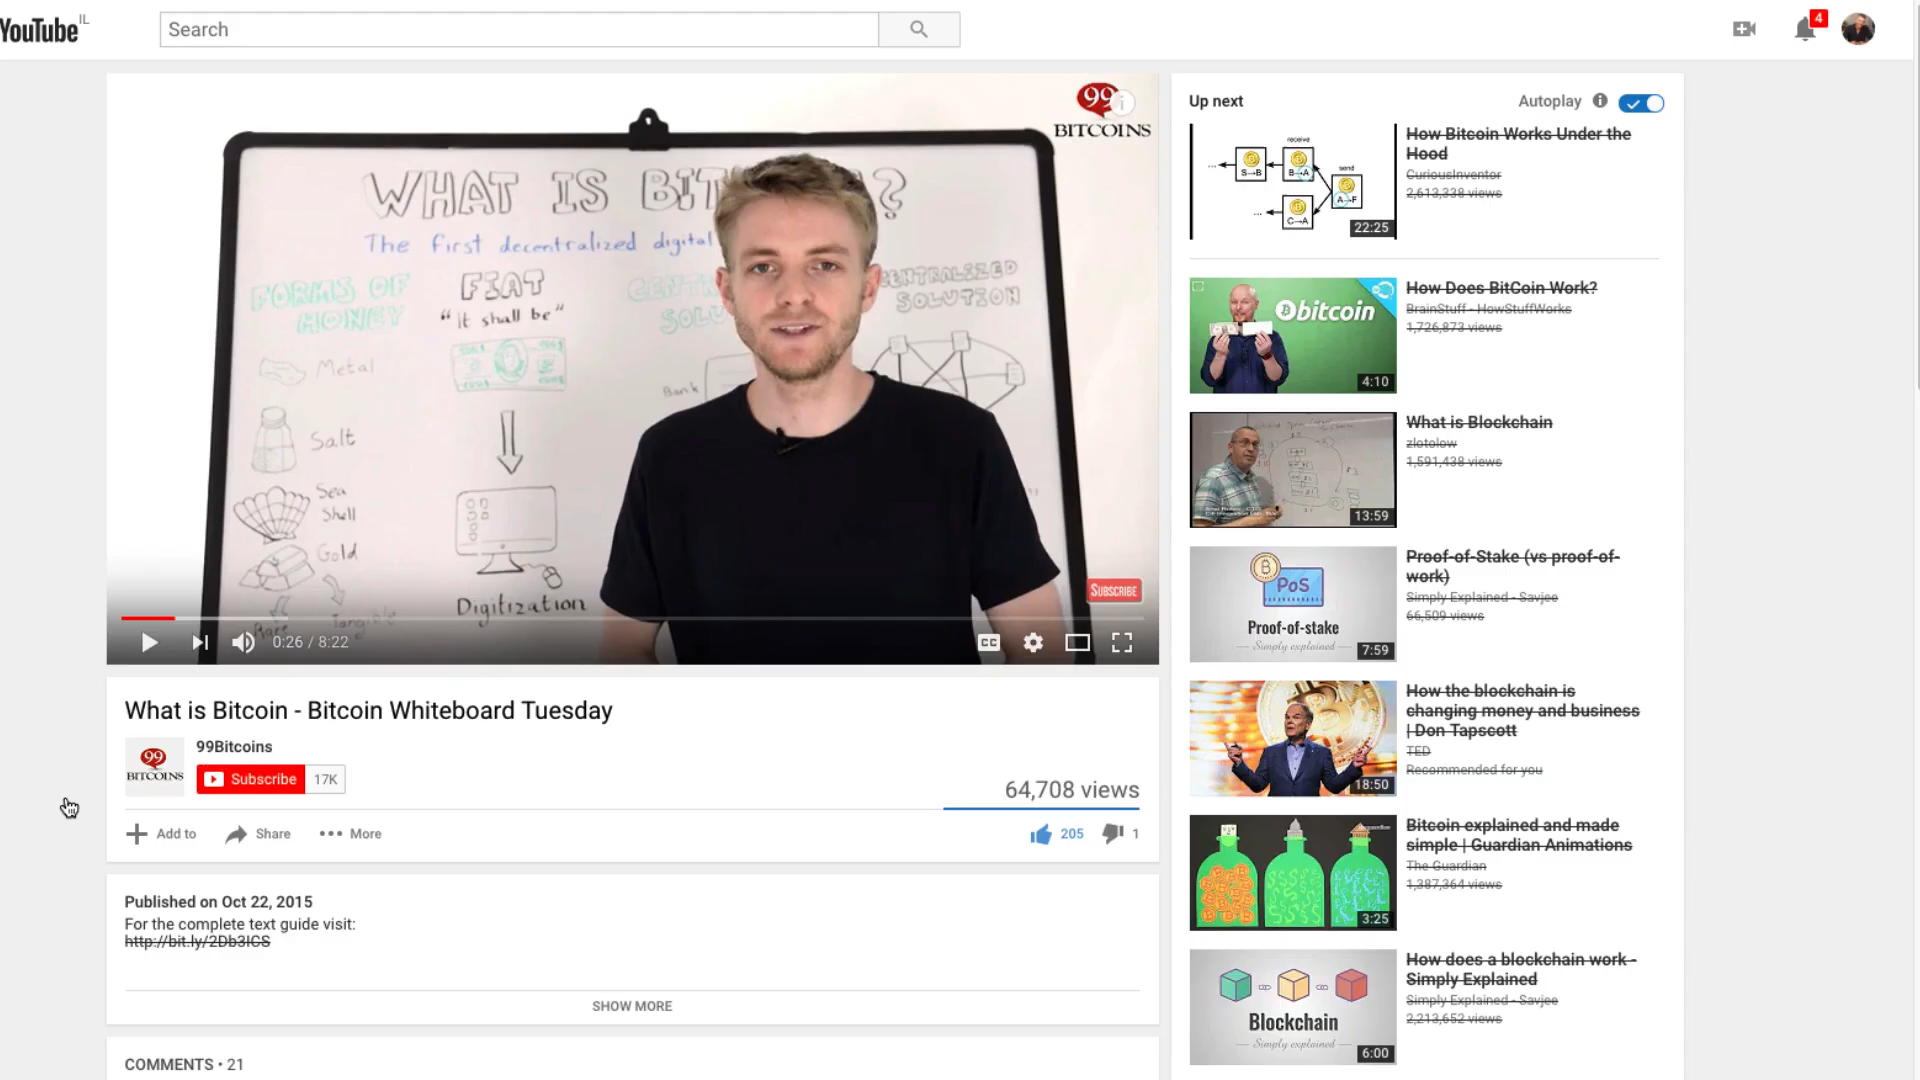 YouTube IL
Search
4
99
BITCOINS
WHAT IS BIT ?
The first decentralized digital
FORMS OF
MONEY
Metal
Salt
Sea
Shell
Gold
Rare
Tangible
FIAT
"it shall be"
Digitization
Bank
SOLUTION
SUBSCRIBE
0:26 / 8:22
CC
What is Bitcoin - Bitcoin Whiteboard Tuesday
99
BITCOINS
99Bitcoins
Subscribe 17K
64,708 views
Add to
Share
More
205
1
Published on Oct 22, 2015
For the complete text guide visit:
http://bit.ly/2Db3ICS
SHOW MORE
COMMENTS • 21
Up next
Autoplay
receive
send
S→B
B→A
A→F
C→A
22:25
How Bitcoin Works Under the
Hood
CuriousInventor
2,613,338 views
bitcoin
4:10
How Does BitCoin Work?
BrainStuff - HowStuffWorks
1,726,873 views
13:59
What is Blockchain
zlotolow
1,591,438 views
PoS
Proof-of-stake
Simply explained
7:59
Proof-of-Stake (vs proof-of-
work)
Simply Explained - Savjee
66,509 views
18:50
How the blockchain is
changing money and business
| Don Tapscott
TED
Recommended for you
3:25
Bitcoin explained and made
simple | Guardian Animations
The Guardian
1,387,364 views
Blockchain
Simply explained
6:00
How does a blockchain work -
Simply Explained
Simply Explained - Savjee
2,213,652 views